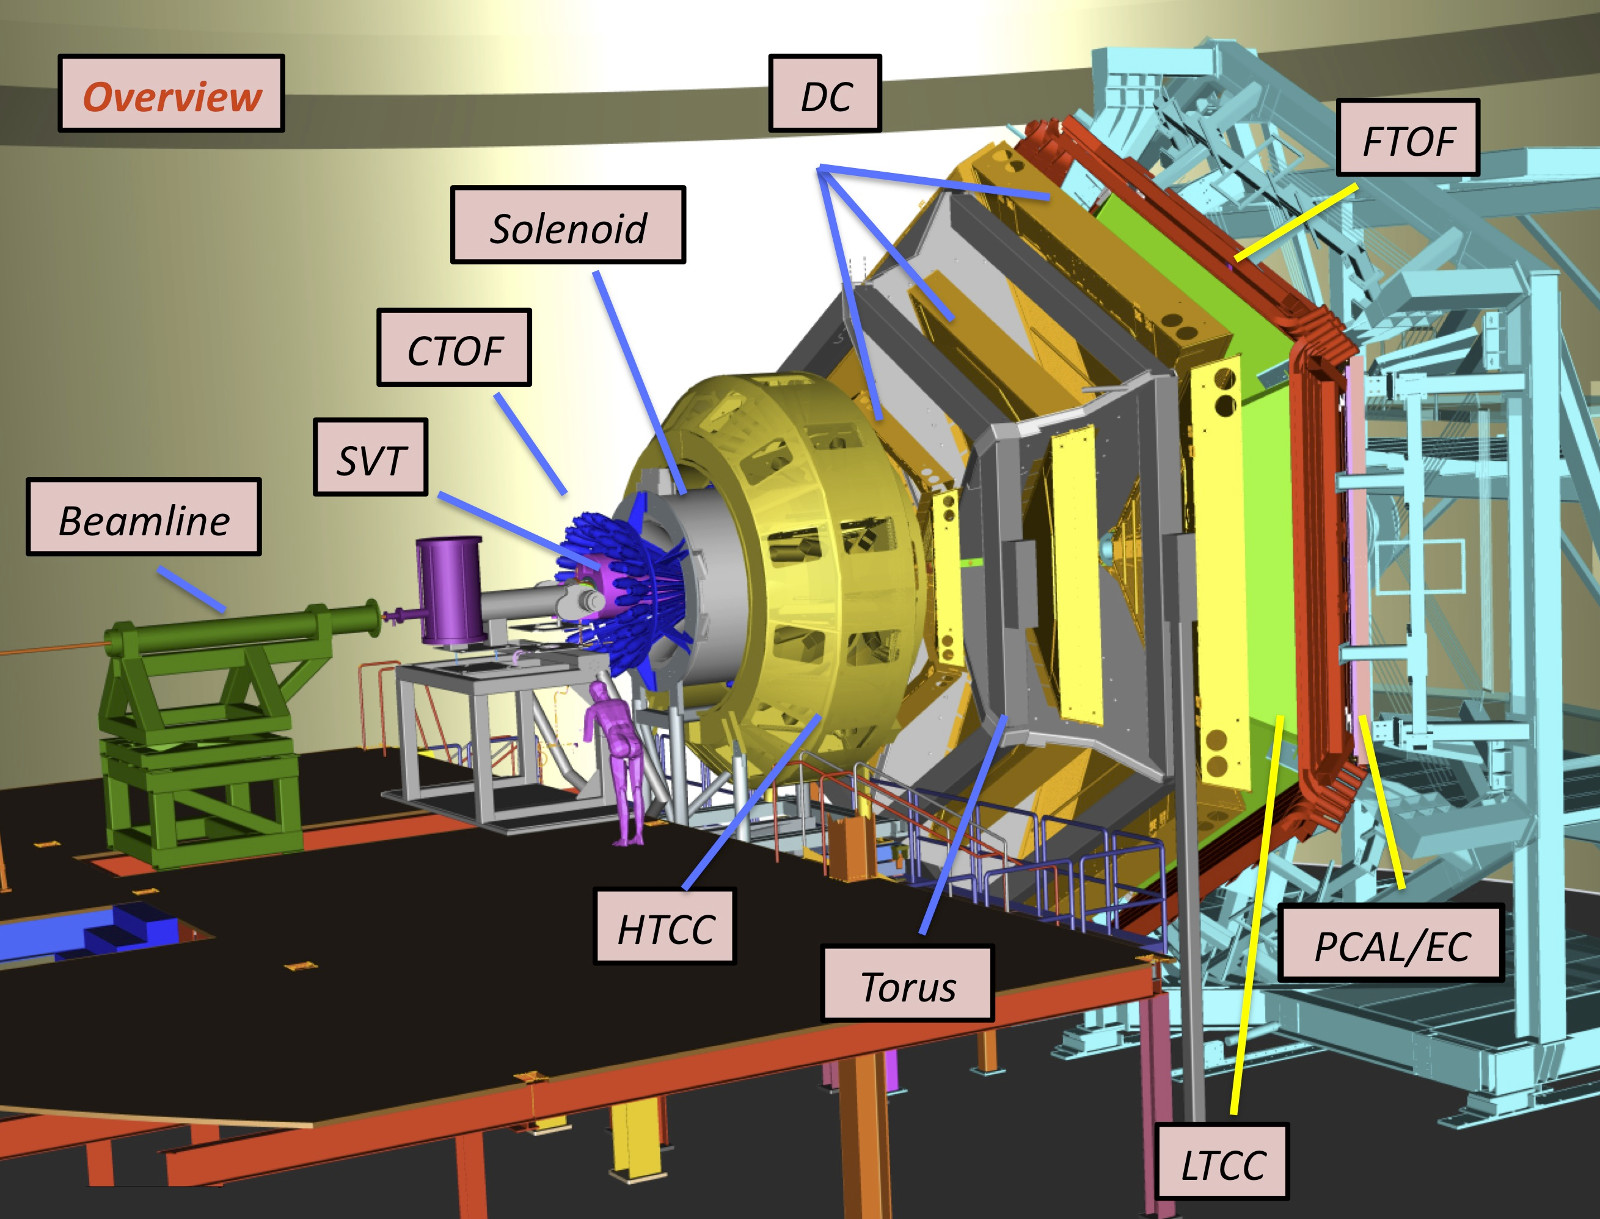 Overview
DC
FTOF
Solenoid
CTOF
SVT
Beamline
HTCC
Torus
PCAL/EC
LTCC